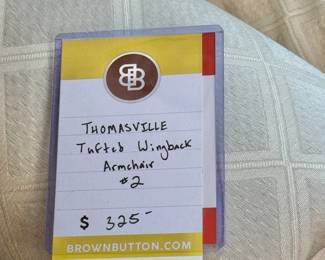 BB
THOMASVILLE
Tufted Wingback
Armchair
#2
$ 325-
BROWNBUTTON.COM